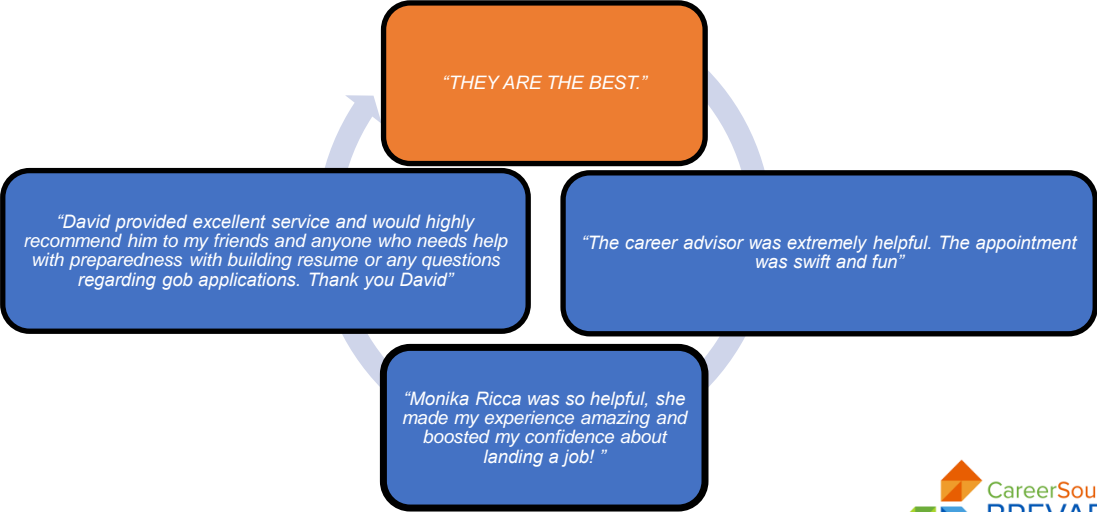 “THEY ARE THE BEST.”
“The career advisor was extremely helpful. The appointment
was swift and fun”
“Monika Ricca was so helpful, she
made my experience amazing and
boosted my confidence about
landing a job! ”
“David provided excellent service and would highly
recommend him to my friends and anyone who needs help
with preparedness with building resume or any questions
regarding gob applications. Thank you David”